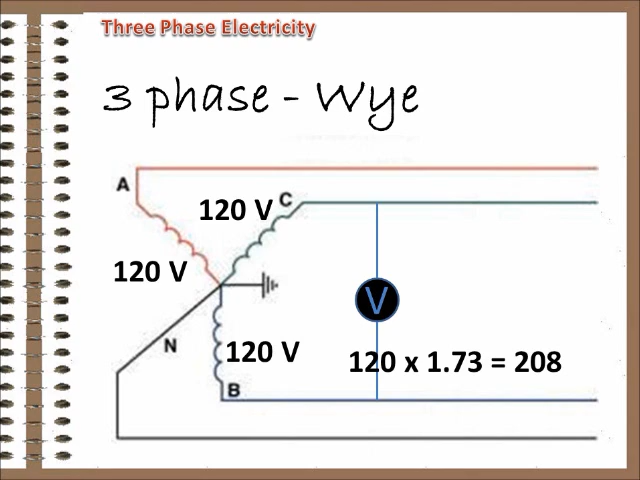 Three Phase Electricity
3 phase - Wye
A
120 V C
120 V
V
N
120 V
120 x 1.73 = 208
B